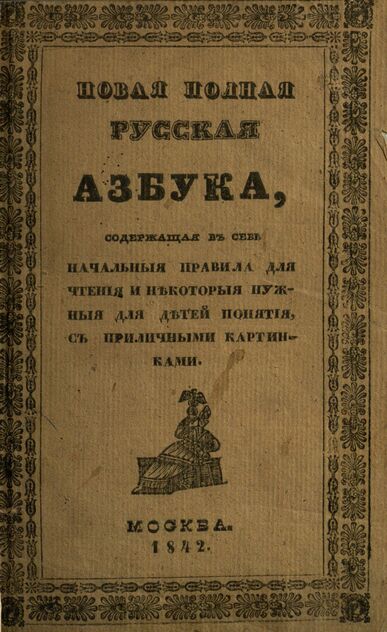 НОВАЯ ПОЛНАЯ
РУССКАЯ
АЗБУКА,
СОДЕРЖАЩАЯ ВЪ СЕБѢ
НАЧАЛЬНЫЯ ПРАВИЛА ДЛЯ
ЧТЕНІЯ И НѢКОТОРЫЯ НУЖ-
НЫЯ ДЛЯ ДѢТЕЙ ПОНЯТІЯ,
СЪ ПРИЛИЧНЫМИ КАРТИН-
КАМИ.
МОСКВА.
1842.